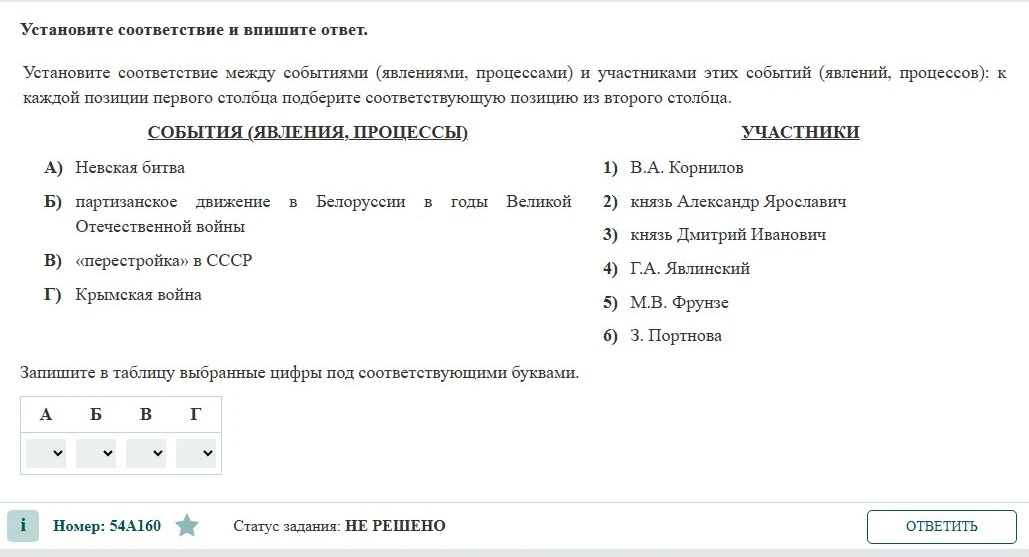 Установите соответствие и впишите ответ.
Установите соответствие между событиями (явлениями, процессами) и участниками этих событий (явлений, процессов): к
каждой позиции первого столбца подберите соответствующую позицию из второго столбца.
СОБЫТИЯ (ЯВЛЕНИЯ, ПРОЦЕССЫ)
А) Невская битва
Б) партизанское движение в Белоруссии в годы Великой
Отечественной войны
В) «перестройка» в СССР
Г) Крымская война
УЧАСТНИКИ
1) В.А. Корнилов
2) князь Александр Ярославич
3) князь Дмитрий Иванович
4) Г.А. Явлинский
5) М.В. Фрунзе
6) З. Портнова
Запишите в таблицу выбранные цифры под соответствующими буквами.
А Б В Г
i Номер: 54A160 Статус задания: НЕ РЕШЕНО ОТВЕТИТЬ